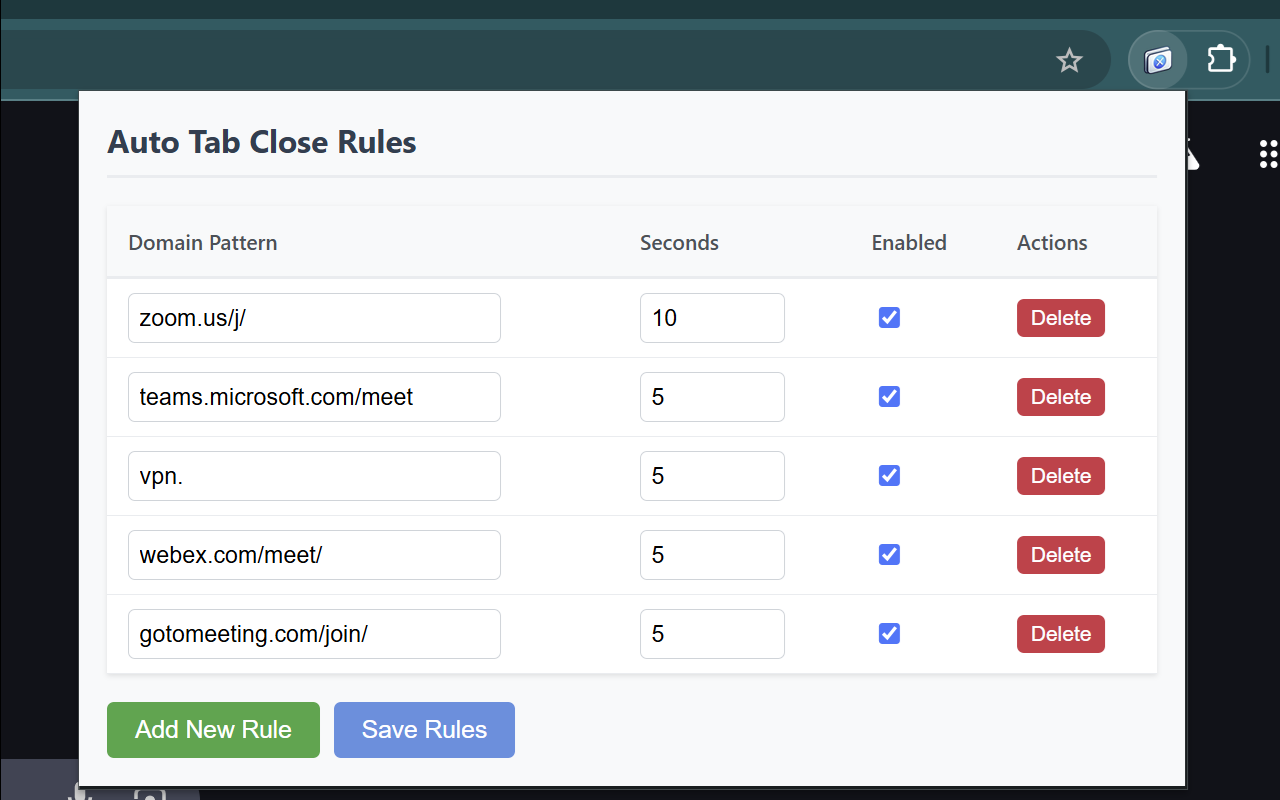 Auto Tab Close Rules
Domain Pattern Seconds Enabled Actions
zoom.us/j/ 10 Delete
teams.microsoft.com/meet 5 Delete
vpn. 5 Delete
webex.com/meet/ 5 Delete
gotomeeting.com/join/ 5 Delete
Add New Rule Save Rules